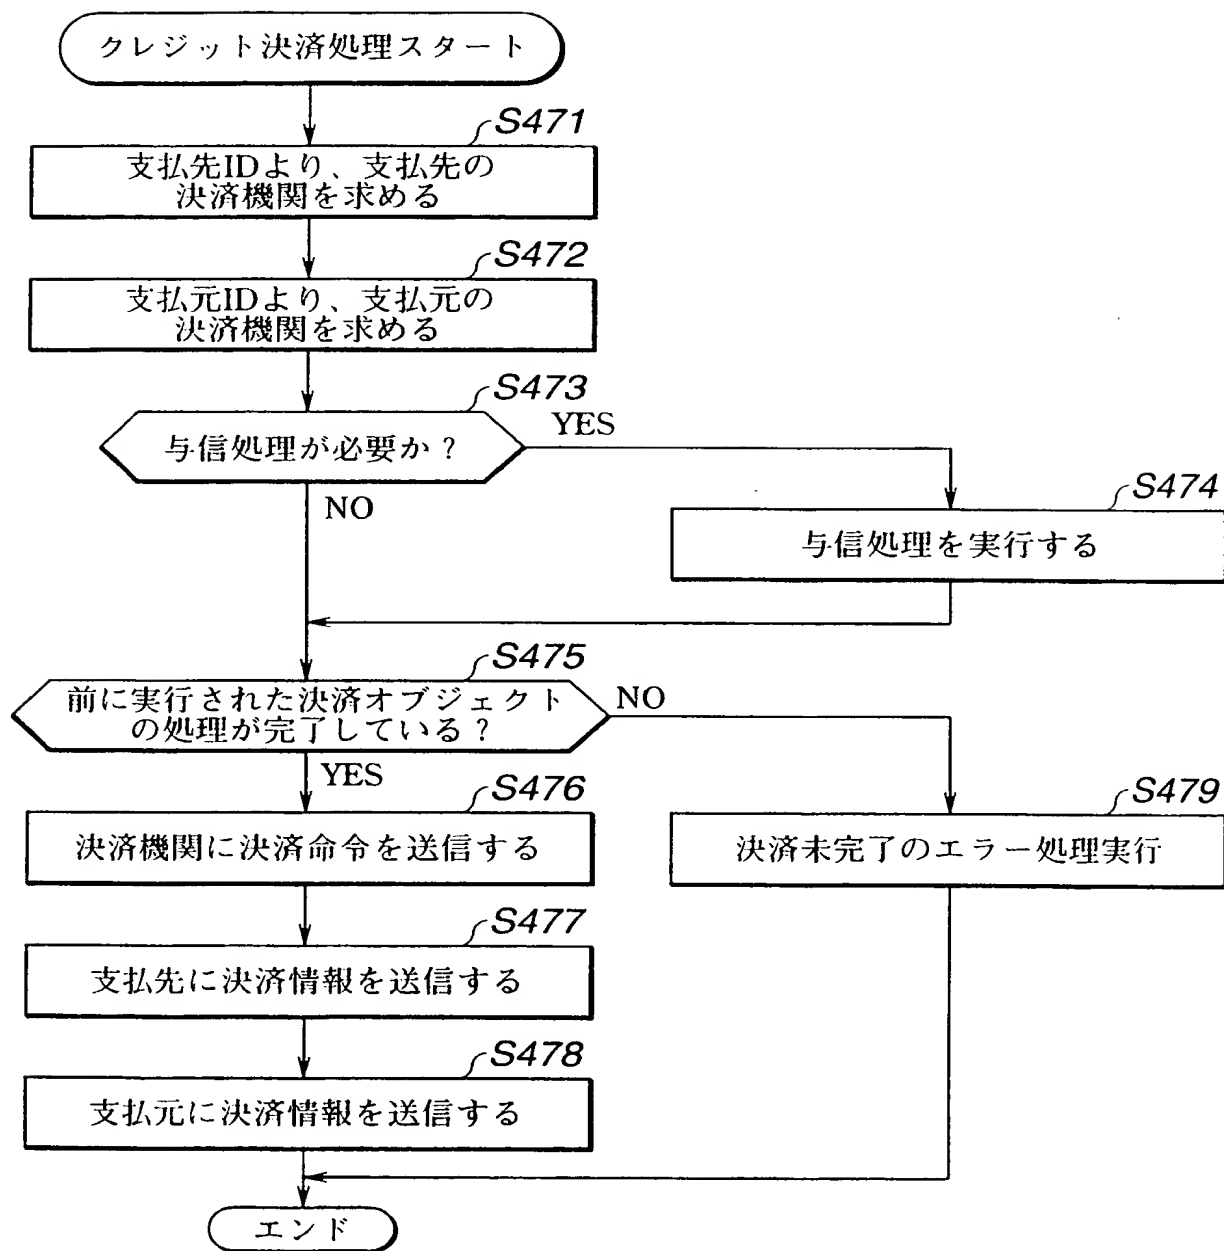 クレジット決済処理スタート
S471
支払先IDより、支払先の
決済機関を求める
S472
支払元IDより、支払元の
決済機関を求める
S473
与信処理が必要か？
YES
NO
S474
与信処理を実行する
S475
前に実行された決済オブジェクト
の処理が完了している？
NO
YES
S476
決済機関に決済命令を送信する
S479
決済未完了のエラー処理実行
S477
支払先に決済情報を送信する
S478
支払元に決済情報を送信する
エンド